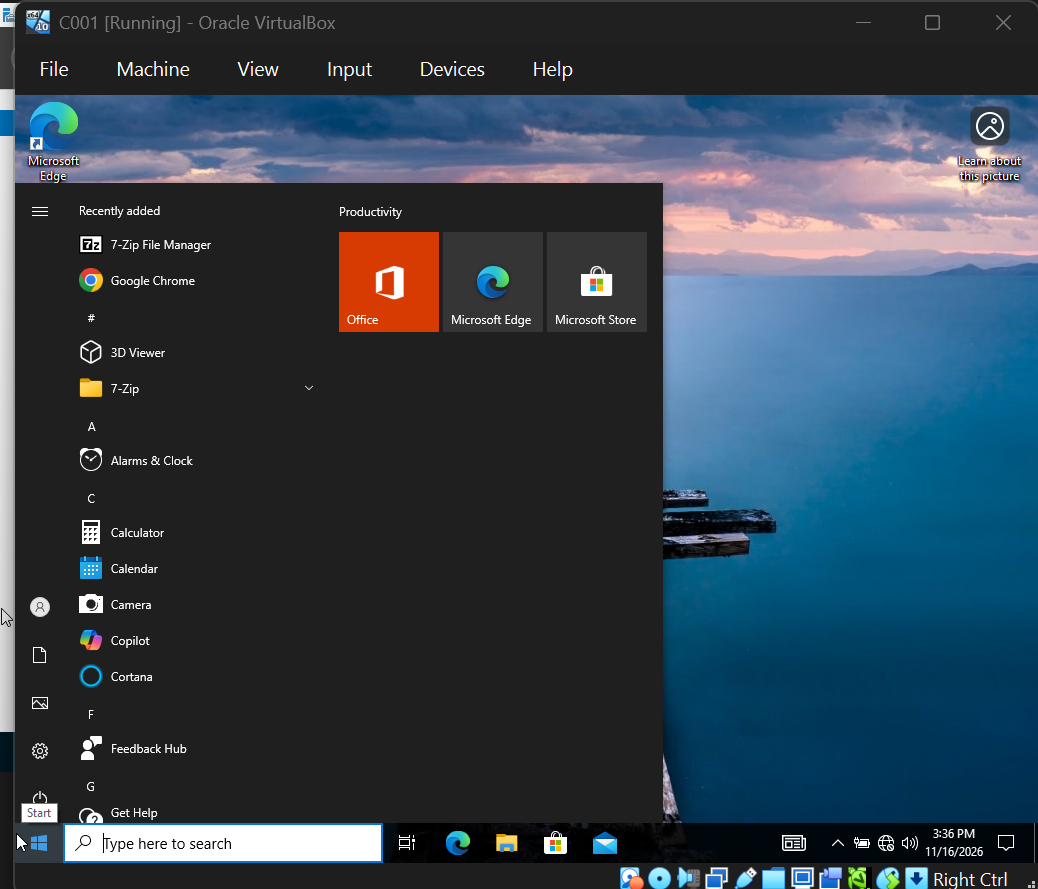 C001 [Running] - Oracle VirtualBox
File Machine View Input Devices Help
Microsoft
Edge
Learn about
this picture
Recently added
7-Zip File Manager
Google Chrome
#
3D Viewer
7-Zip
A
Alarms & Clock
C
Calculator
Calendar
Camera
Copilot
Cortana
F
Feedback Hub
G
Get Help
Productivity
Office
Microsoft Edge
Microsoft Store
Start
Type here to search
3:36 PM
11/16/2026
Right Ctrl